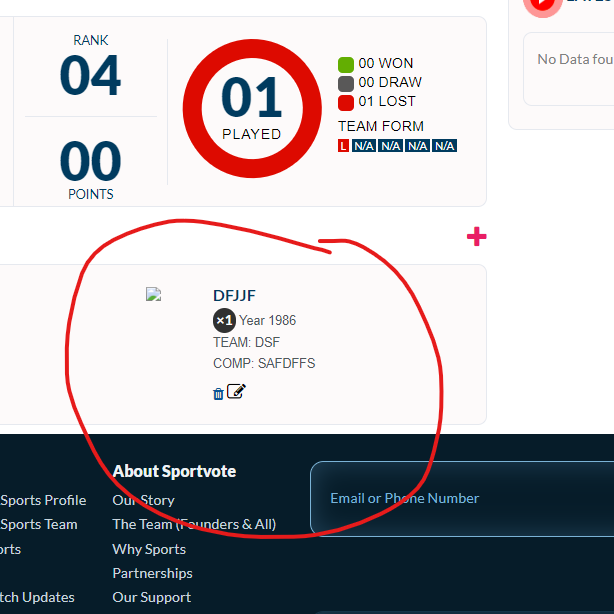 RANK
04
00
POINTS
01
PLAYED
00 WON
00 DRAW
01 LOST
TEAM FORM
L N/A N/A N/A N/A
No Data fou
DFJJF
×1 Year 1986
TEAM: DSF
COMP: SAFDFFS
Sports Profile
Sports Team
orts
tch Updates
About Sportvote
Our Story
The Team (Founders & All)
Why Sports
Partnerships
Our Support
Email or Phone Number